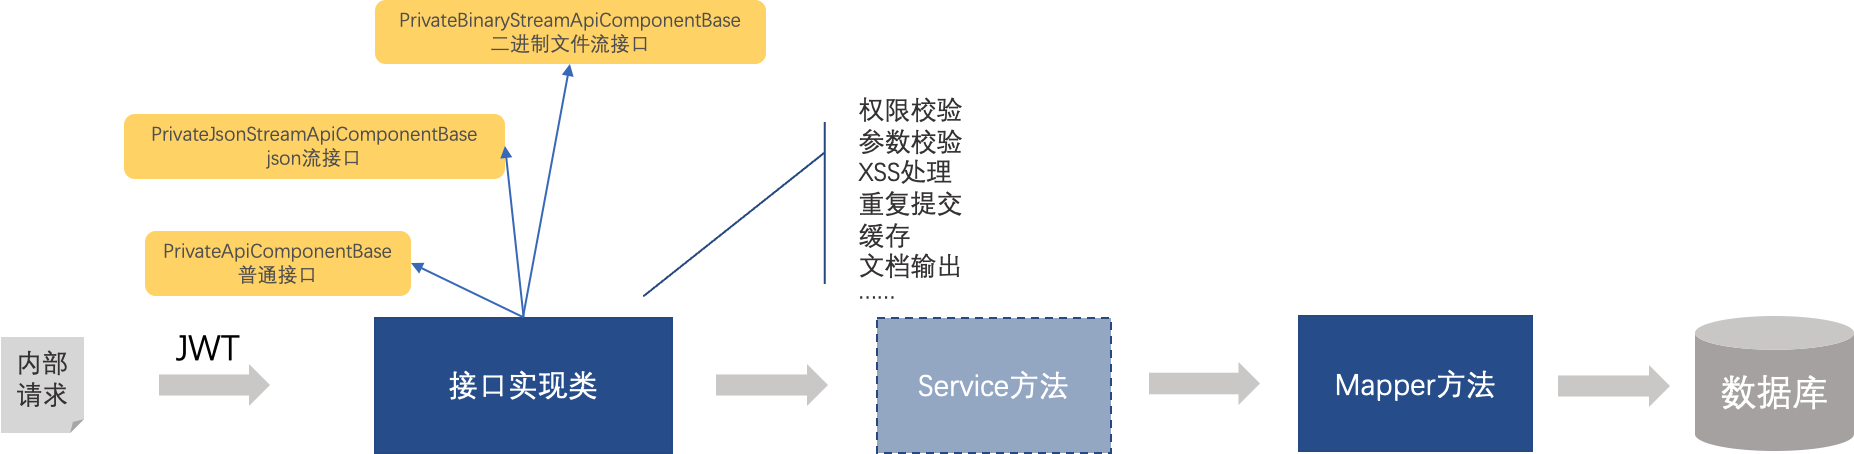 PrivateBinaryStreamApiComponentBase
二进制文件流接口
PrivateJsonStreamApiComponentBase
json流接口
PrivateApiComponentBase
普通接口
权限校验
参数校验
XSS处理
重复提交
缓存
文档输出
......
内部
请求
JWT
接口实现类
Service方法
Mapper方法
数据库